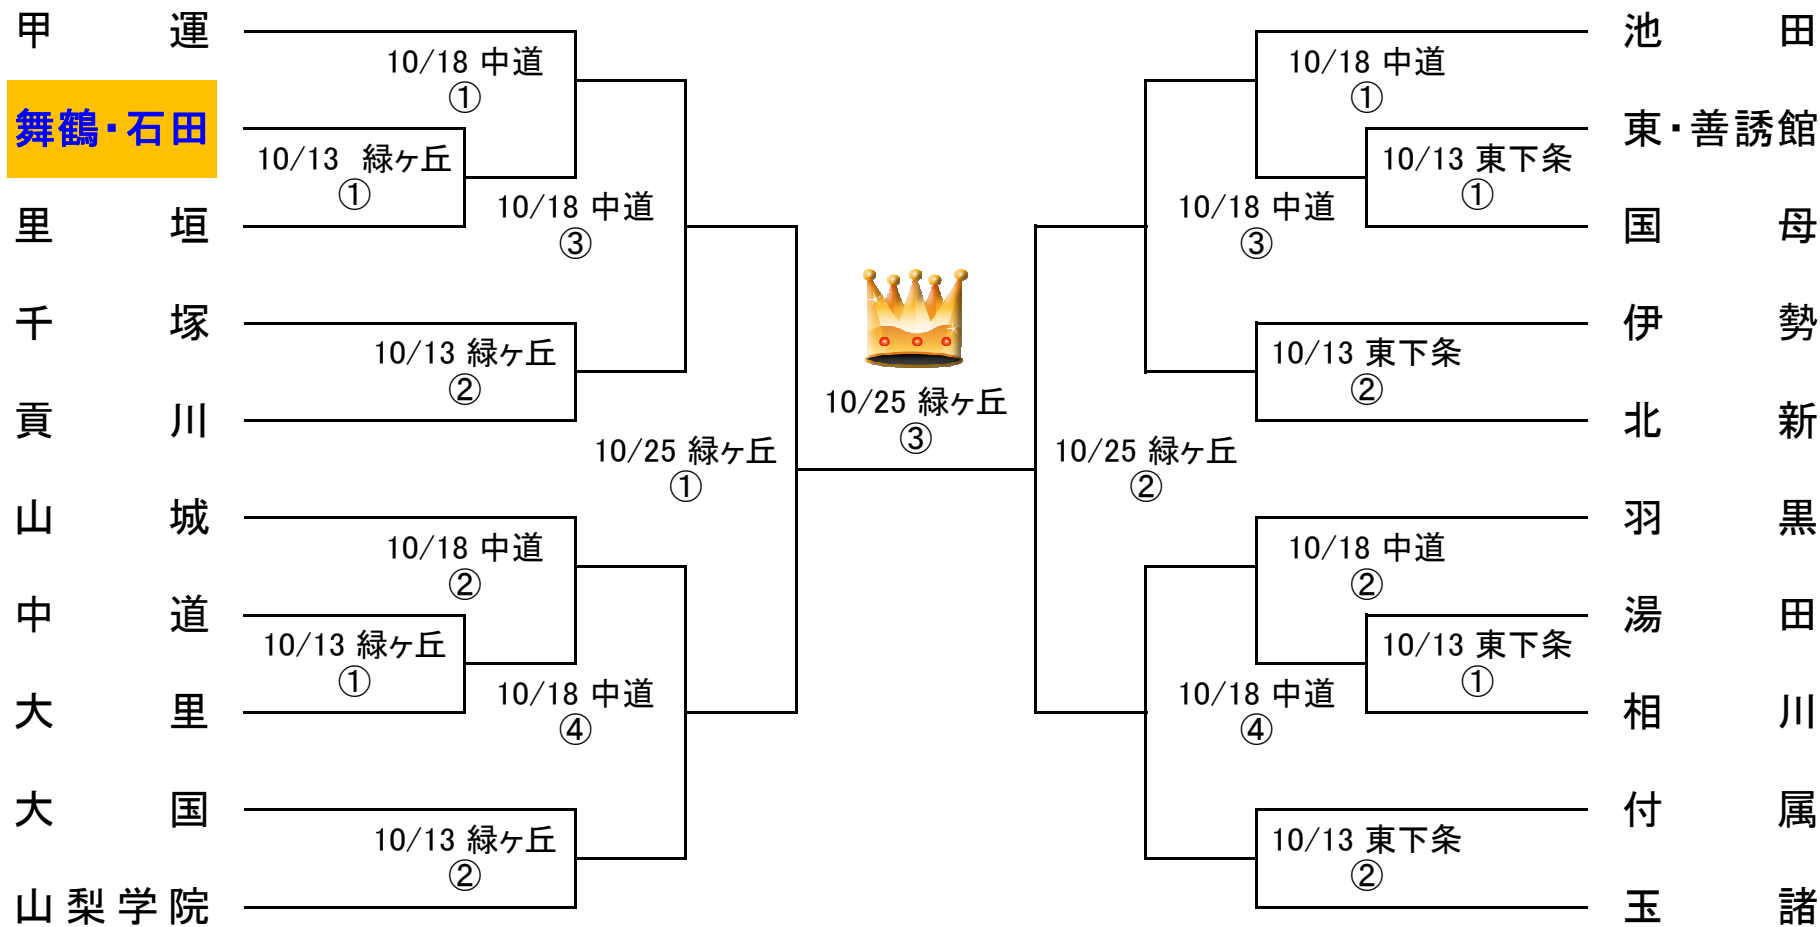 甲運
舞鶴・石田
里垣
千塚
貢川
山城
中道
大里
大国
山梨学院
10/18 中道
①
10/13 緑ヶ丘
①
10/18 中道
③
10/13 緑ヶ丘
②
10/25 緑ヶ丘
①
10/18 中道
②
10/13 緑ヶ丘
①
10/18 中道
④
10/13 緑ヶ丘
②
10/25 緑ヶ丘
③
10/18 中道
①
10/13 東下条
①
10/18 中道
③
10/13 東下条
②
10/25 緑ヶ丘
②
10/18 中道
②
10/13 東下条
①
10/18 中道
④
10/13 東下条
②
池田
東・善誘館
国母
伊勢
北新
羽黒
湯田
相川
付属
玉諸